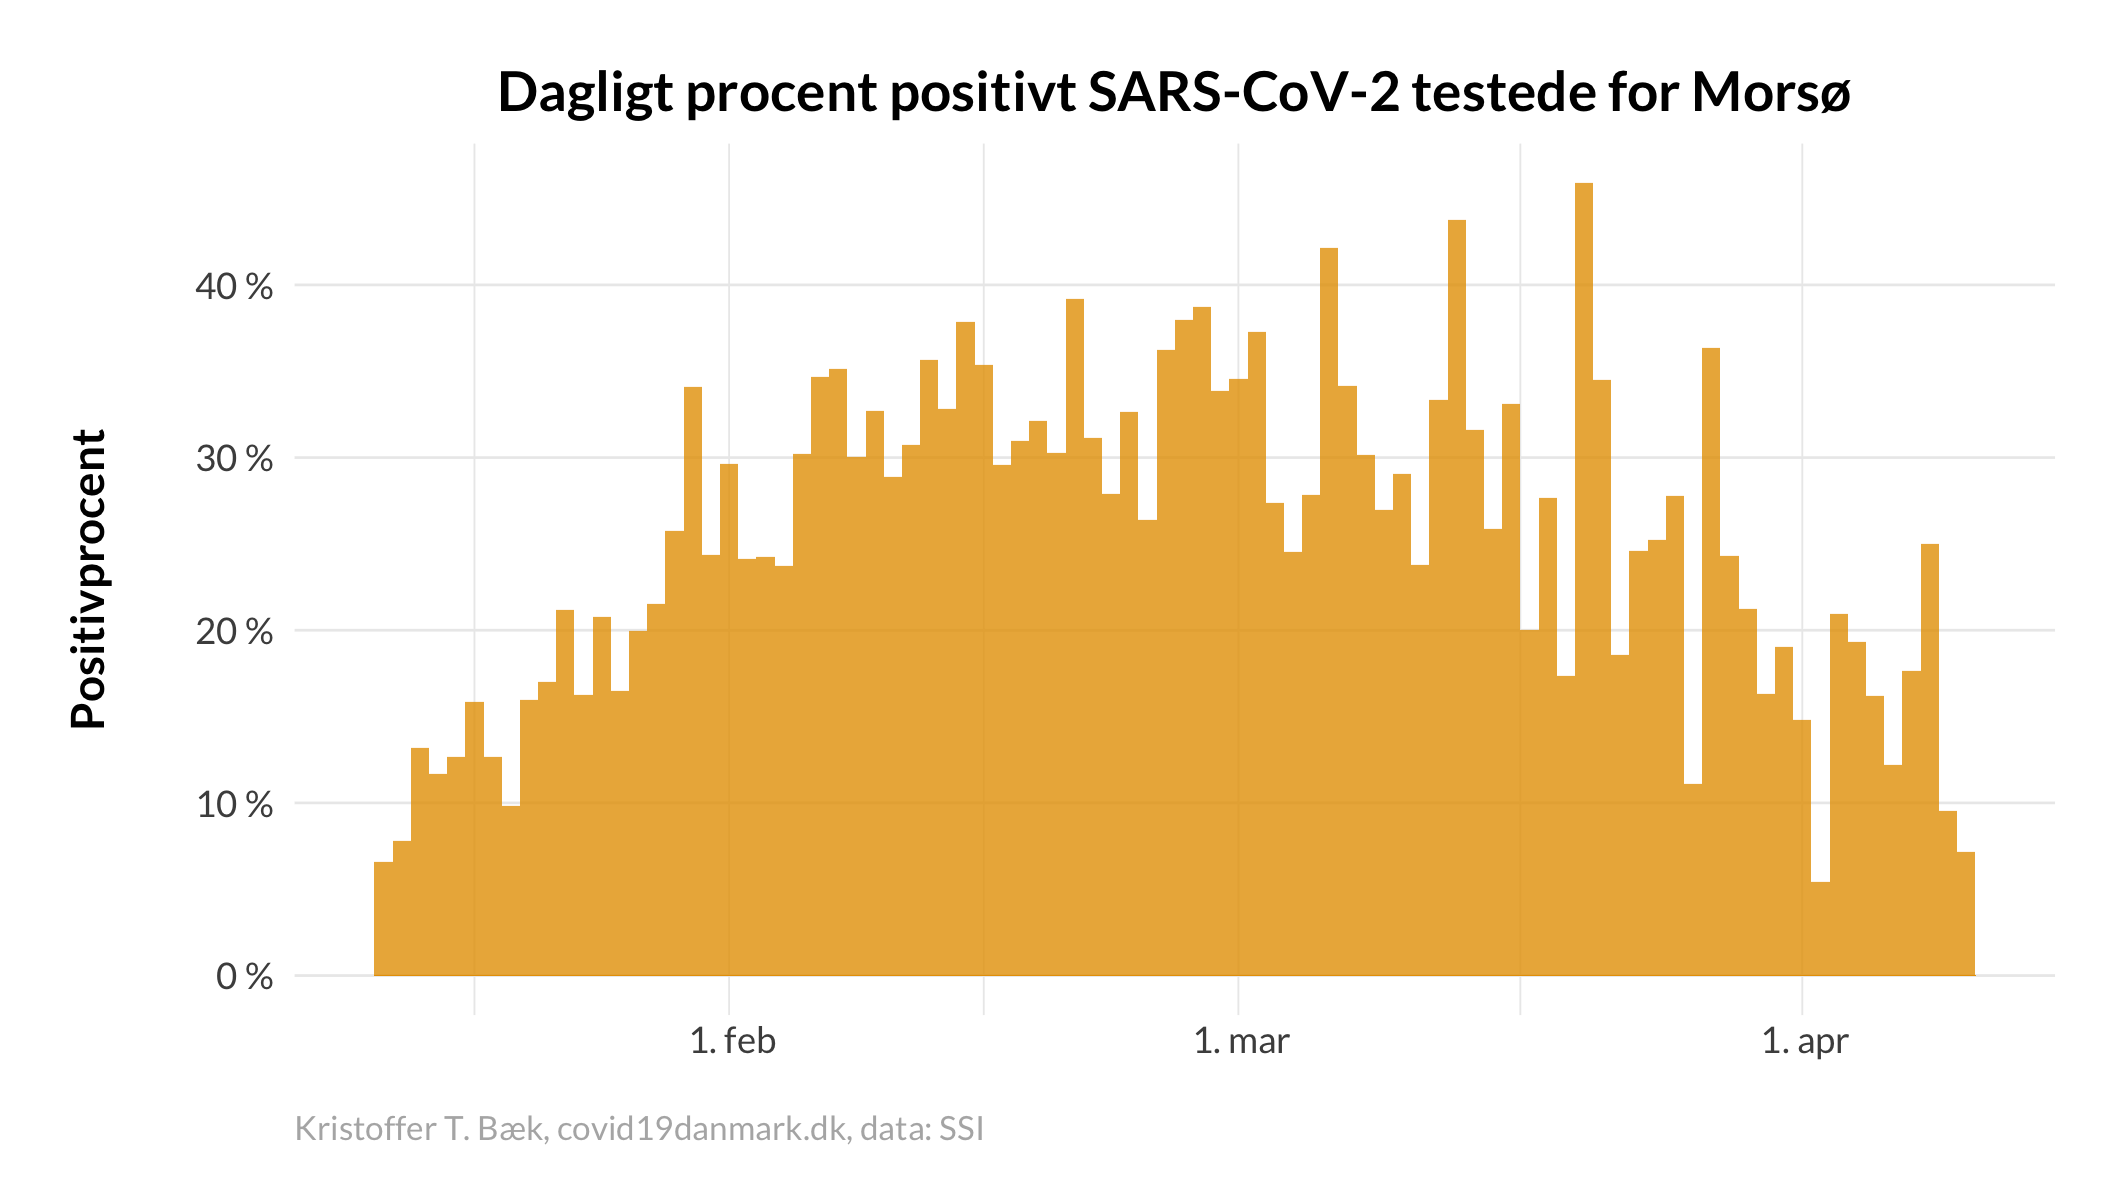 Dagligt procent positivt SARS-CoV-2 testede for Morsø
Positivprocent
40 %
30 %
20 %
10 %
0 %
1. feb
1. mar
1. apr
Kristoffer T. Bæk, covid19danmark.dk, data: SSI